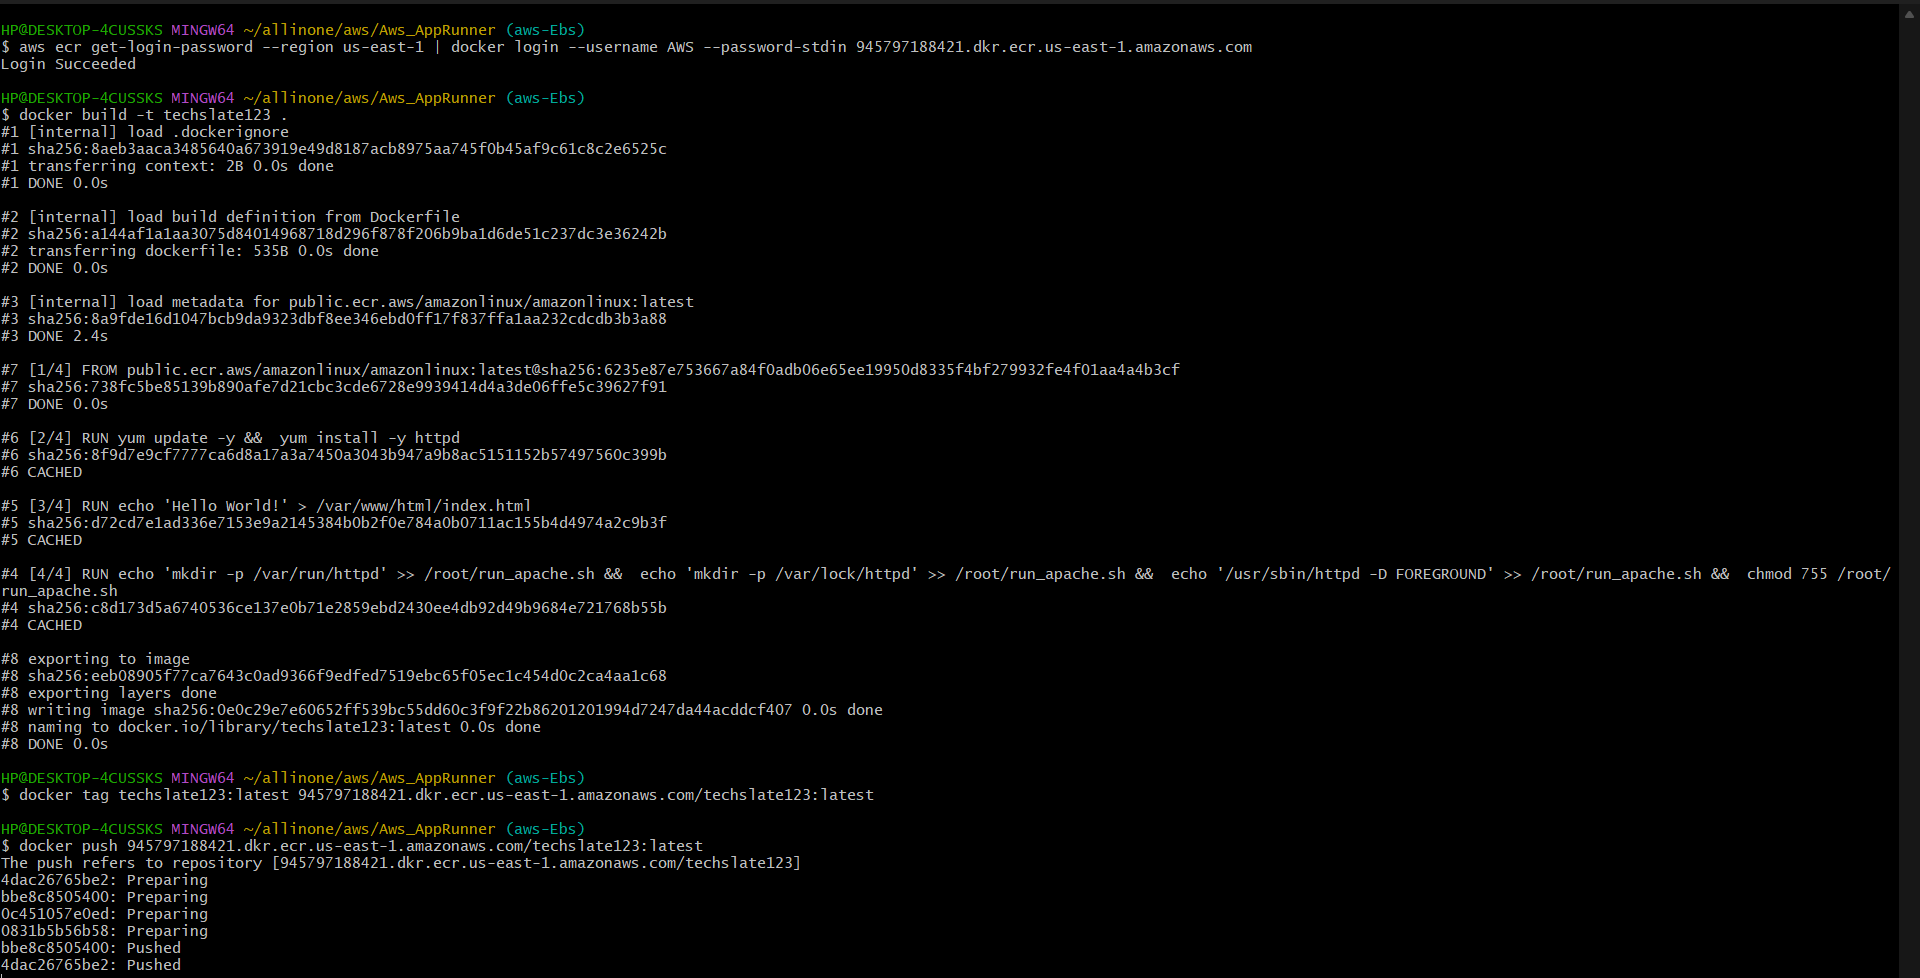 HP@DESKTOP-4CUSSKS MINGW64 ~/allinone/aws/Aws_AppRunner (aws-Ebs)
$ aws ecr get-login-password --region us-east-1 | docker login --username AWS --password-stdin 945797188421.dkr.ecr.us-east-1.amazonaws.com
Login Succeeded
HP@DESKTOP-4CUSSKS MINGW64 ~/allinone/aws/Aws_AppRunner (aws-Ebs)
$ docker build -t techslate123 .
#1 [internal] load .dockerignore
#1 sha256:8aeb3aaca3485640a673919e49d8187acb8975aa745f0b45af9c61c8c2e6525c
#1 transferring context: 2B 0.0s done
#1 DONE 0.0s
#2 [internal] load build definition from Dockerfile
#2 sha256:a144af1a1aa3075d84014968718d296f878f206b9ba1d6de51c237dc3e36242b
#2 transferring dockerfile: 535B 0.0s done
#2 DONE 0.0s
#3 [internal] load metadata for public.ecr.aws/amazonlinux/amazonlinux:latest
#3 sha256:8a9fde16d1047bcb9da9323dbf8ee346ebd0ff17f837ffa1aa232cdcdb3b3a88
#3 DONE 2.4s
#7 [1/4] FROM public.ecr.aws/amazonlinux/amazonlinux:latest@sha256:6235e87e753667a84f0adb06e65ee19950d8335f4bf279932fe4f01aa4a4b3cf
#7 sha256:738fc5be85139b890afe7d21cbc3cde6728e9939414d4a3de06ffe5c39627f91
#7 DONE 0.0s
#6 [2/4] RUN yum update -y &&  yum install -y httpd
#6 sha256:8f9d7e9cf7777ca6d8a17a3a7450a3043b947a9b8ac5151152b57497560c399b
#6 CACHED
#5 [3/4] RUN echo 'Hello World!' > /var/www/html/index.html
#5 sha256:d72cd7e1ad336e7153e9a2145384b0b2f0e784a0b0711ac155b4d4974a2c9b3f
#5 CACHED
#4 [4/4] RUN echo 'mkdir -p /var/run/httpd' >> /root/run_apache.sh &&  echo 'mkdir -p /var/lock/httpd' >> /root/run_apache.sh &&  echo '/usr/sbin/httpd -D FOREGROUND' >> /root/run_apache.sh &&  chmod 755 /root/
run_apache.sh
#4 sha256:c8d173d5a6740536ce137e0b71e2859ebd2430ee4db92d49b9684e721768b55b
#4 CACHED
#8 exporting to image
#8 sha256:eeb08905f77ca7643c0ad9366f9edfed7519ebc65f05ec1c454d0c2ca4aa1c68
#8 exporting layers done
#8 writing image sha256:0e0c29e7e60652ff539bc55dd60c3f9f22b86201201994d7247da44acddcf407 0.0s done
#8 naming to docker.io/library/techslate123:latest 0.0s done
#8 DONE 0.0s
HP@DESKTOP-4CUSSKS MINGW64 ~/allinone/aws/Aws_AppRunner (aws-Ebs)
$ docker tag techslate123:latest 945797188421.dkr.ecr.us-east-1.amazonaws.com/techslate123:latest
HP@DESKTOP-4CUSSKS MINGW64 ~/allinone/aws/Aws_AppRunner (aws-Ebs)
$ docker push 945797188421.dkr.ecr.us-east-1.amazonaws.com/techslate123:latest
The push refers to repository [945797188421.dkr.ecr.us-east-1.amazonaws.com/techslate123]
4dac26765be2: Preparing
bbe8c8505400: Preparing
0c451057e0ed: Preparing
0831b5b56b58: Preparing
bbe8c8505400: Pushed
4dac26765be2: Pushed